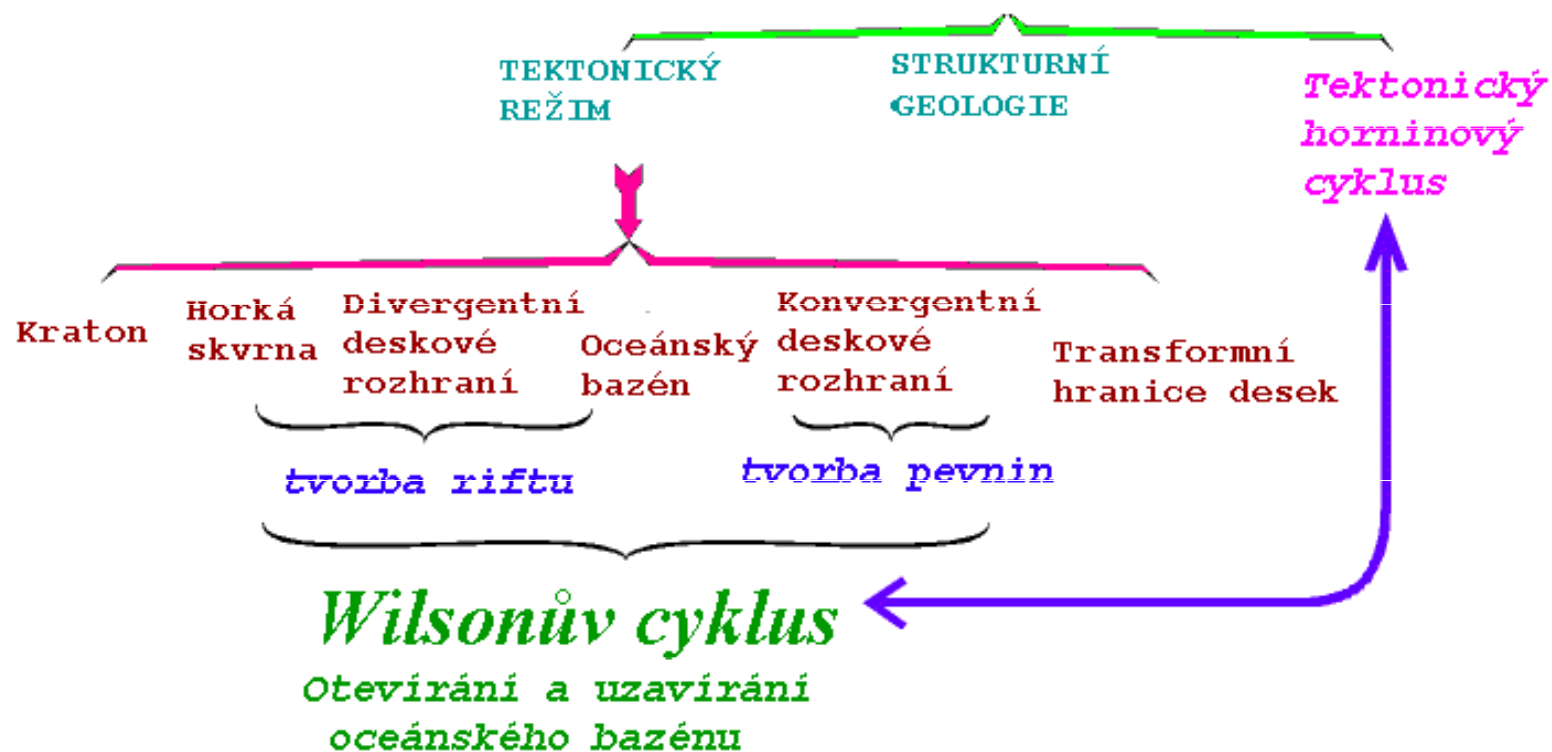 TEKTONICKÝ
REŽIM
STRUKTURNÍ
GEOLOGIE
Tektonický
horninový
cyklus
Kraton
Horká
skvrna
Divergentní
deskové
rozhraní
Oceánský
bazén
Konvergentní
deskové
rozhraní
Transformní
hranice desek
tvorba riftu
tvorba pevnin
Wilsonův cyklus
Otevírání a uzavírání
oceánského bazénu